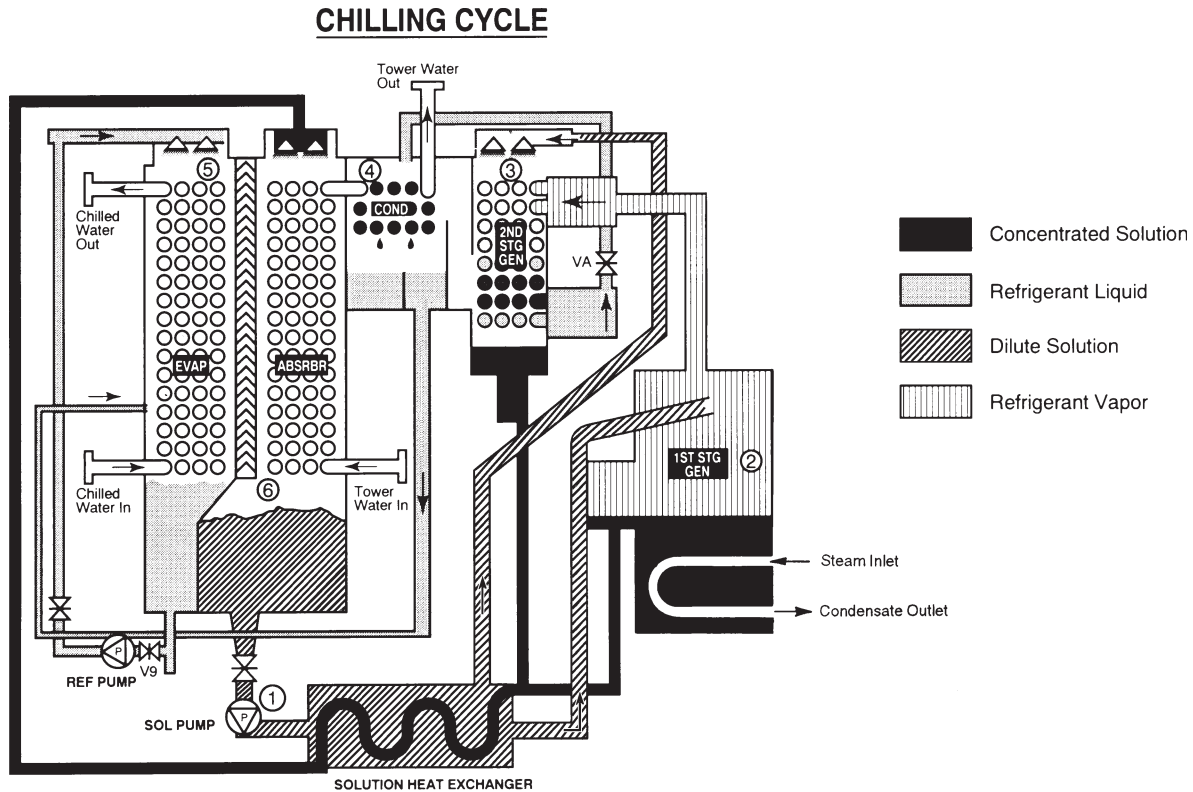 CHILLING CYCLE
Tower Water
Out
5
4
3
Chilled
Water
Out
COND
2ND
STG
GEN
VA
EVAP
ABSRBR
Concentrated Solution
Refrigerant Liquid
Dilute Solution
Refrigerant Vapor
1ST STG
GEN
2
Chilled
Water In
6
Tower
Water In
Steam Inlet
Condensate Outlet
P
V9
REF PUMP
1
P
SOL PUMP
SOLUTION HEAT EXCHANGER